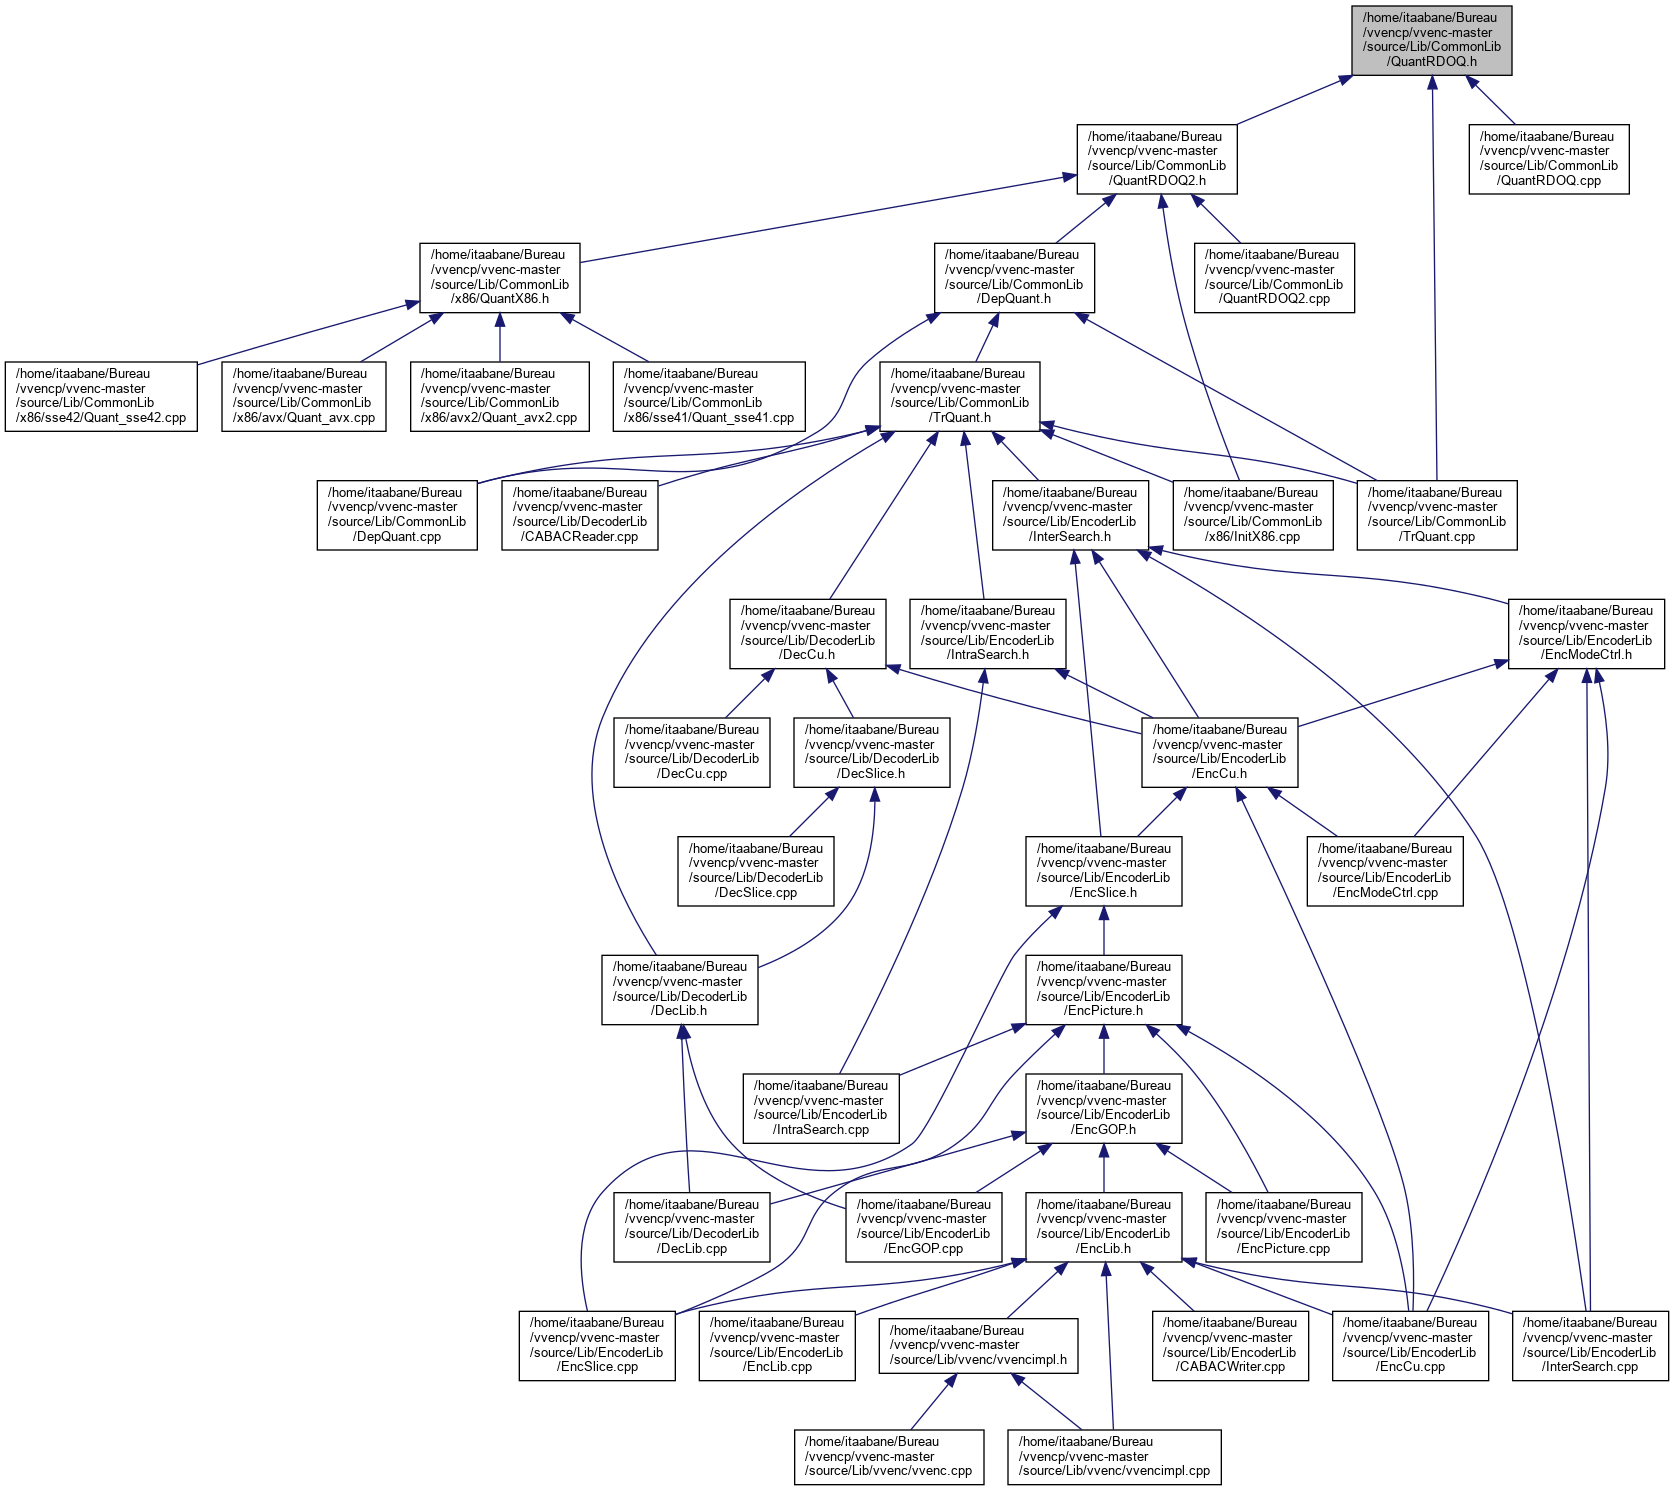 /home/itaabane/Bureau
/vvencp/vvenc-master
/source/Lib/CommonLib
/QuantRDOQ.h
/home/itaabane/Bureau
/vvencp/vvenc-master
/source/Lib/CommonLib
/QuantRDOQ2.h
/home/itaabane/Bureau
/vvencp/vvenc-master
/source/Lib/CommonLib
/QuantRDOQ.cpp
/home/itaabane/Bureau
/vvencp/vvenc-master
/source/Lib/CommonLib
/x86/QuantX86.h
/home/itaabane/Bureau
/vvencp/vvenc-master
/source/Lib/CommonLib
/DepQuant.h
/home/itaabane/Bureau
/vvencp/vvenc-master
/source/Lib/CommonLib
/QuantRDOQ2.cpp
/home/itaabane/Bureau
/vvencp/vvenc-master
/source/Lib/CommonLib
/x86/sse42/Quant_sse42.cpp
/home/itaabane/Bureau
/vvencp/vvenc-master
/source/Lib/CommonLib
/x86/avx/Quant_avx.cpp
/home/itaabane/Bureau
/vvencp/vvenc-master
/source/Lib/CommonLib
/x86/avx2/Quant_avx2.cpp
/home/itaabane/Bureau
/vvencp/vvenc-master
/source/Lib/CommonLib
/x86/sse41/Quant_sse41.cpp
/home/itaabane/Bureau
/vvencp/vvenc-master
/source/Lib/CommonLib
/TrQuant.h
/home/itaabane/Bureau
/vvencp/vvenc-master
/source/Lib/CommonLib
/DepQuant.cpp
/home/itaabane/Bureau
/vvencp/vvenc-master
/source/Lib/DecoderLib
/CABACReader.cpp
/home/itaabane/Bureau
/vvencp/vvenc-master
/source/Lib/EncoderLib
/InterSearch.h
/home/itaabane/Bureau
/vvencp/vvenc-master
/source/Lib/CommonLib
/x86/InitX86.cpp
/home/itaabane/Bureau
/vvencp/vvenc-master
/source/Lib/CommonLib
/TrQuant.cpp
/home/itaabane/Bureau
/vvencp/vvenc-master
/source/Lib/DecoderLib
/DecCu.h
/home/itaabane/Bureau
/vvencp/vvenc-master
/source/Lib/EncoderLib
/IntraSearch.h
/home/itaabane/Bureau
/vvencp/vvenc-master
/source/Lib/EncoderLib
/EncModeCtrl.h
/home/itaabane/Bureau
/vvencp/vvenc-master
/source/Lib/DecoderLib
/DecCu.cpp
/home/itaabane/Bureau
/vvencp/vvenc-master
/source/Lib/DecoderLib
/DecSlice.h
/home/itaabane/Bureau
/vvencp/vvenc-master
/source/Lib/EncoderLib
/EncCu.h
/home/itaabane/Bureau
/vvencp/vvenc-master
/source/Lib/DecoderLib
/DecSlice.cpp
/home/itaabane/Bureau
/vvencp/vvenc-master
/source/Lib/EncoderLib
/EncSlice.h
/home/itaabane/Bureau
/vvencp/vvenc-master
/source/Lib/EncoderLib
/EncModeCtrl.cpp
/home/itaabane/Bureau
/vvencp/vvenc-master
/source/Lib/DecoderLib
/DecLib.h
/home/itaabane/Bureau
/vvencp/vvenc-master
/source/Lib/EncoderLib
/EncPicture.h
/home/itaabane/Bureau
/vvencp/vvenc-master
/source/Lib/EncoderLib
/IntraSearch.cpp
/home/itaabane/Bureau
/vvencp/vvenc-master
/source/Lib/EncoderLib
/EncGOP.h
/home/itaabane/Bureau
/vvencp/vvenc-master
/source/Lib/DecoderLib
/DecLib.cpp
/home/itaabane/Bureau
/vvencp/vvenc-master
/source/Lib/EncoderLib
/EncGOP.cpp
/home/itaabane/Bureau
/vvencp/vvenc-master
/source/Lib/EncoderLib
/EncLib.h
/home/itaabane/Bureau
/vvencp/vvenc-master
/source/Lib/EncoderLib
/EncPicture.cpp
/home/itaabane/Bureau
/vvencp/vvenc-master
/source/Lib/EncoderLib
/EncSlice.cpp
/home/itaabane/Bureau
/vvencp/vvenc-master
/source/Lib/EncoderLib
/EncLib.cpp
/home/itaabane/Bureau
/vvencp/vvenc-master
/source/Lib/vvenc/vvencimpl.h
/home/itaabane/Bureau
/vvencp/vvenc-master
/source/Lib/EncoderLib
/CABACWriter.cpp
/home/itaabane/Bureau
/vvencp/vvenc-master
/source/Lib/EncoderLib
/EncCu.cpp
/home/itaabane/Bureau
/vvencp/vvenc-master
/source/Lib/EncoderLib
/InterSearch.cpp
/home/itaabane/Bureau
/vvencp/vvenc-master
/source/Lib/vvenc/vvenc.cpp
/home/itaabane/Bureau
/vvencp/vvenc-master
/source/Lib/vvenc/vvencimpl.cpp